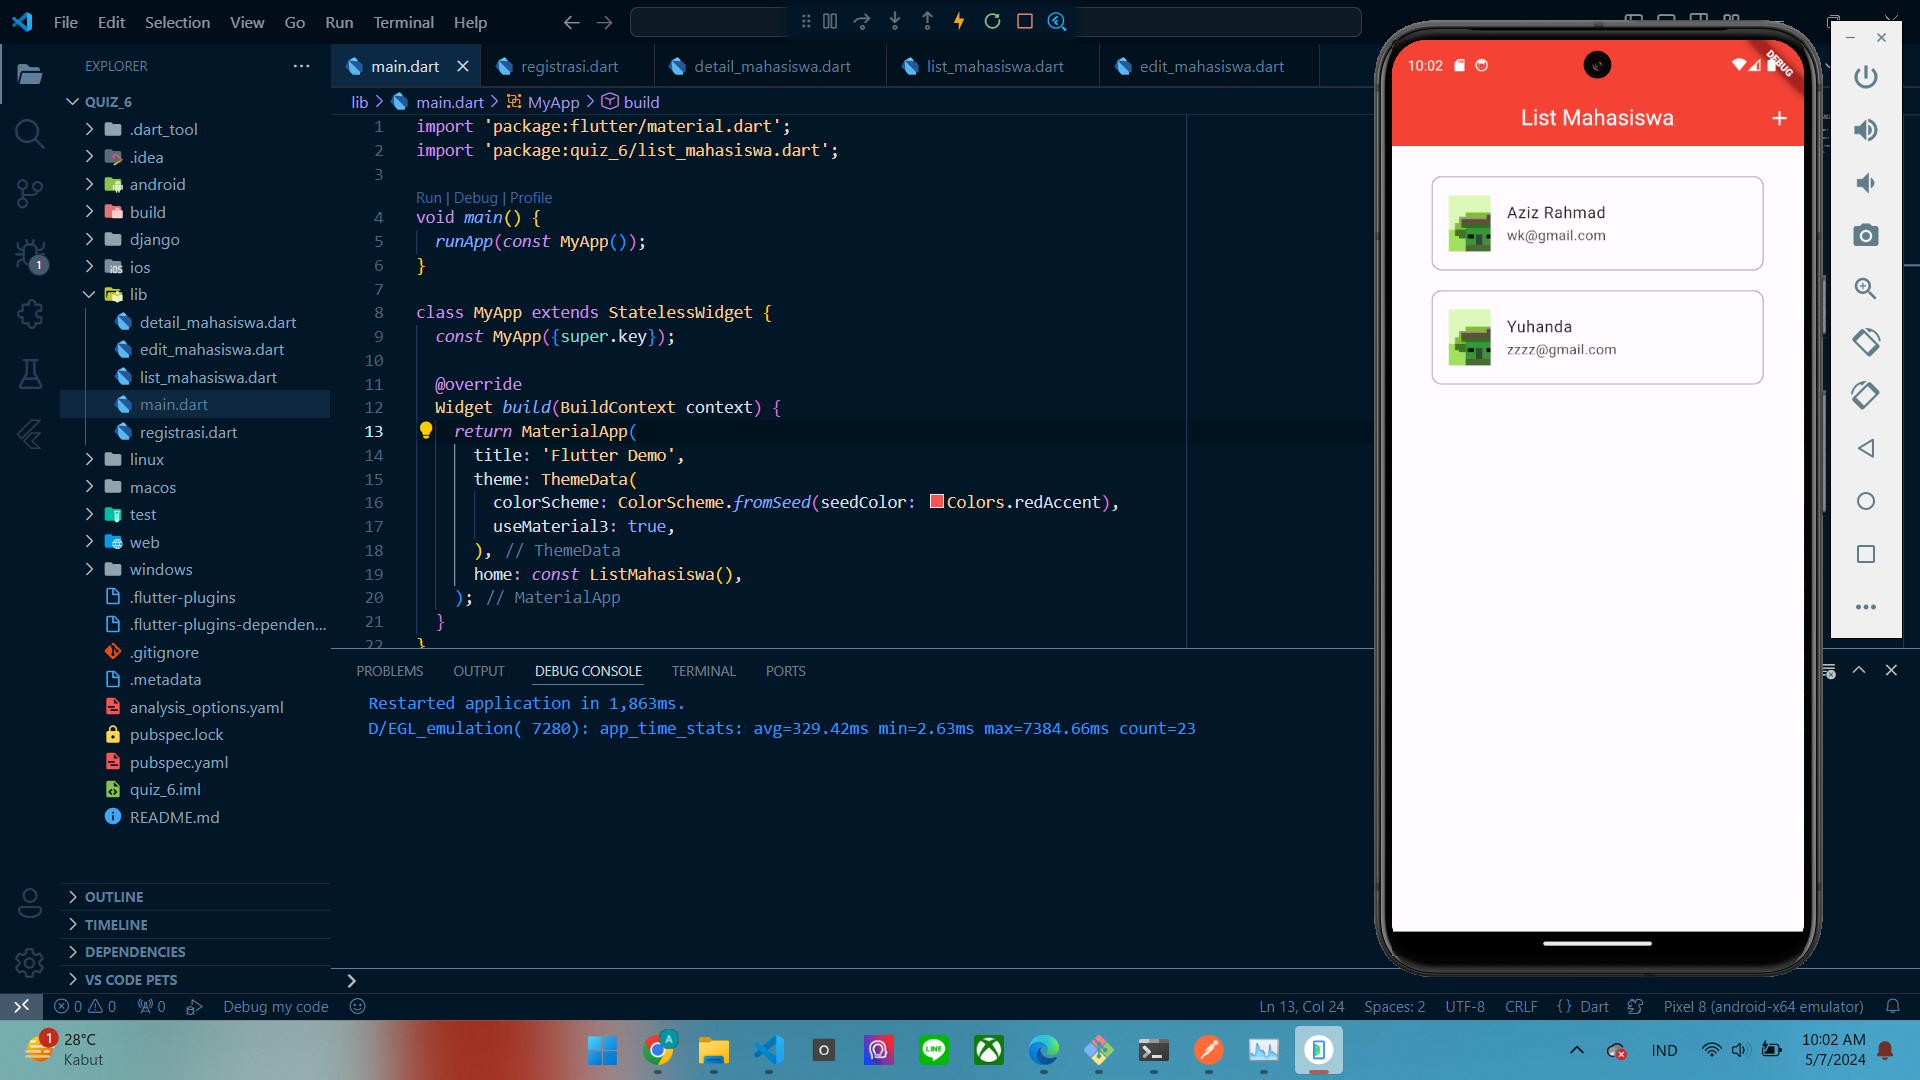 File Edit Selection View Go Run Terminal Help
EXPLORER
QUIZ_6
.dart_tool
.idea
android
build
django
ios
lib
detail_mahasiswa.dart
edit_mahasiswa.dart
list_mahasiswa.dart
main.dart
registrasi.dart
linux
macos
test
web
windows
.flutter-plugins
.flutter-plugins-dependen...
.gitignore
.metadata
analysis_options.yaml
pubspec.lock
pubspec.yaml
quiz_6.iml
README.md
OUTLINE
TIMELINE
DEPENDENCIES
VS CODE PETS
1
main.dart registrasi.dart detail_mahasiswa.dart list_mahasiswa.dart edit_mahasiswa.dart
lib > main.dart > MyApp > build
1 import 'package:flutter/material.dart';
2 import 'package:quiz_6/list_mahasiswa.dart';
3
Run | Debug | Profile
4 void main() {
5 runApp(const MyApp());
6 }
7
8 class MyApp extends StatelessWidget {
9 const MyApp({super.key});
10
11 @override
12 Widget build(BuildContext context) {
13 return MaterialApp(
14 title: 'Flutter Demo',
15 theme: ThemeData(
16 colorScheme: ColorScheme.fromSeed(seedColor: Colors.redAccent),
17 useMaterial3: true,
18 ), // ThemeData
19 home: const ListMahasiswa(),
20 ); // MaterialApp
21 }
22 }
PROBLEMS OUTPUT DEBUG CONSOLE TERMINAL PORTS
Restarted application in 1,863ms.
D/EGL_emulation( 7280): app_time_stats: avg=329.42ms min=2.63ms max=7384.66ms count=23
10:02
DEBUG
List Mahasiswa +
Aziz Rahmad
wk@gmail.com
Yuhanda
zzzz@gmail.com
0 0 0 Debug my code
Ln 13, Col 24 Spaces: 2 UTF-8 CRLF {} Dart Pixel 8 (android-x64 emulator)
1
28°C
Kabut
A
O
LINE
IND
10:02 AM
5/7/2024